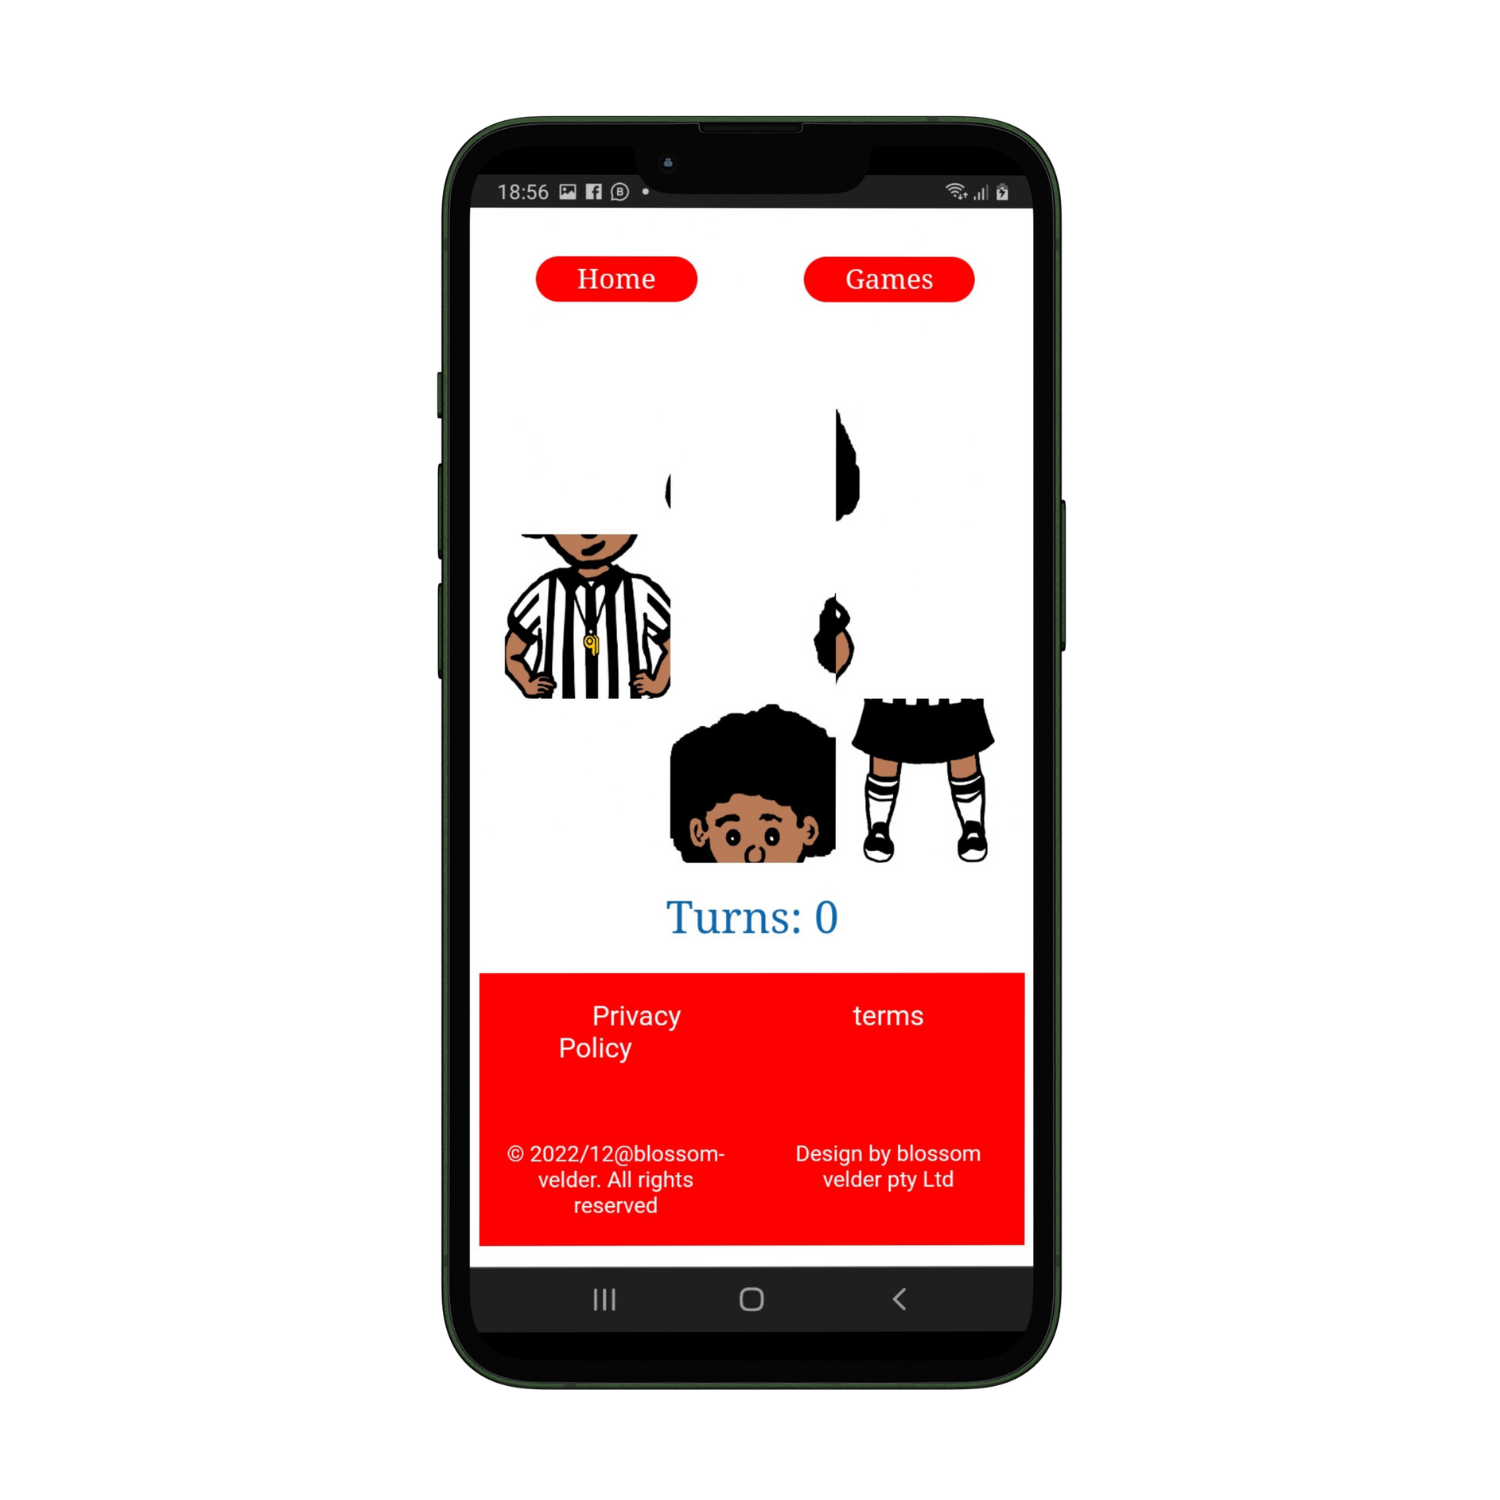 18:56
Home
Games
Turns: 0
Privacy
Policy
terms
© 2022/12@blossom-
velder. All rights
reserved
Design by blossom
velder pty Ltd